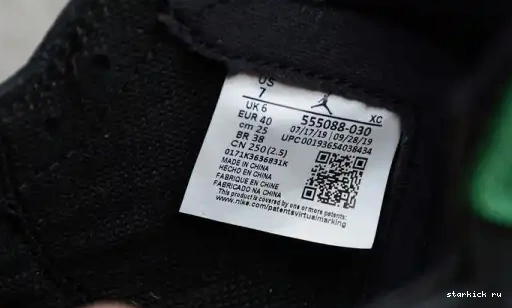 US
7
UK 6
EUR 40
cm 25
BR 38
CN 250 (2.5)
0171K3636831K
XC
555088-030
07/17/19 | 09/28/19
UPC 00193654038434
MADE IN CHINA
HECHO EN CHINA
FABRIQUE EN CHINE
FABRICADO NA CHINA
This product is covered by one or more patents:
www.nike.com/patentsvirtualmarking
starkick ru